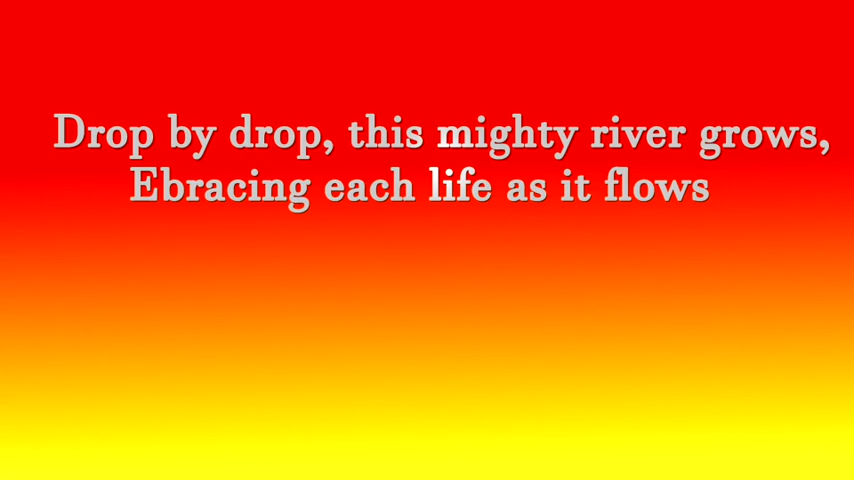 Drop by drop, this mighty river grows,
Ebracing each life as it flows